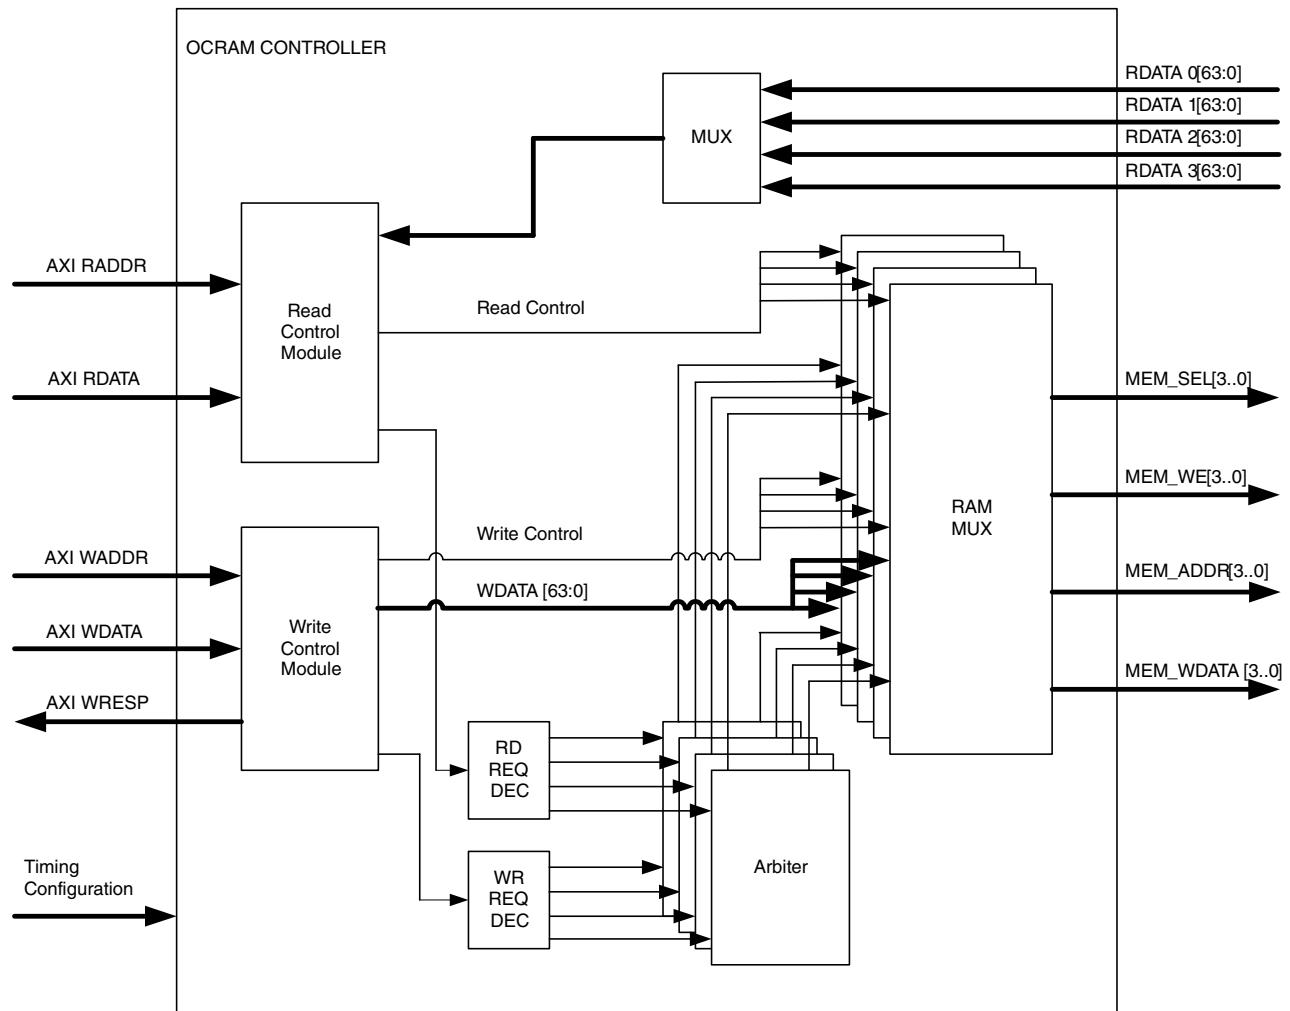 OCRAM CONTROLLER
RDATA 0[63:0]
RDATA 1[63:0]
RDATA 2[63:0]
RDATA 3[63:0]
MUX
AXI RADDR
AXI RDATA
Read
Control
Module
Read Control
MEM_SEL[3..0]
MEM_WE[3..0]
MEM_ADDR[3..0]
MEM_WDATA [3..0]
RAM
MUX
Write Control
WDATA [63:0]
AXI WADDR
AXI WDATA
AXI WRESP
Write
Control
Module
RD
REQ
DEC
WR
REQ
DEC
Arbiter
Timing
Configuration